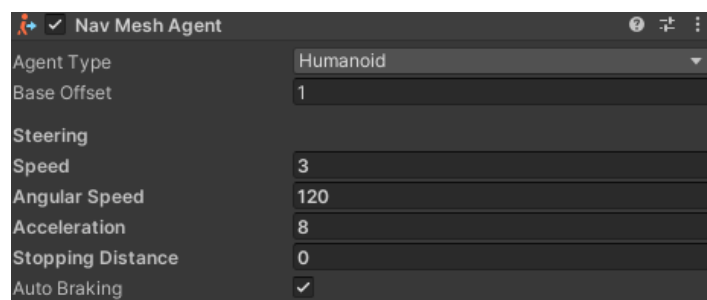 Nav Mesh Agent
Agent Type Humanoid
Base Offset 1
Steering
Speed 3
Angular Speed 120
Acceleration 8
Stopping Distance 0
Auto Braking